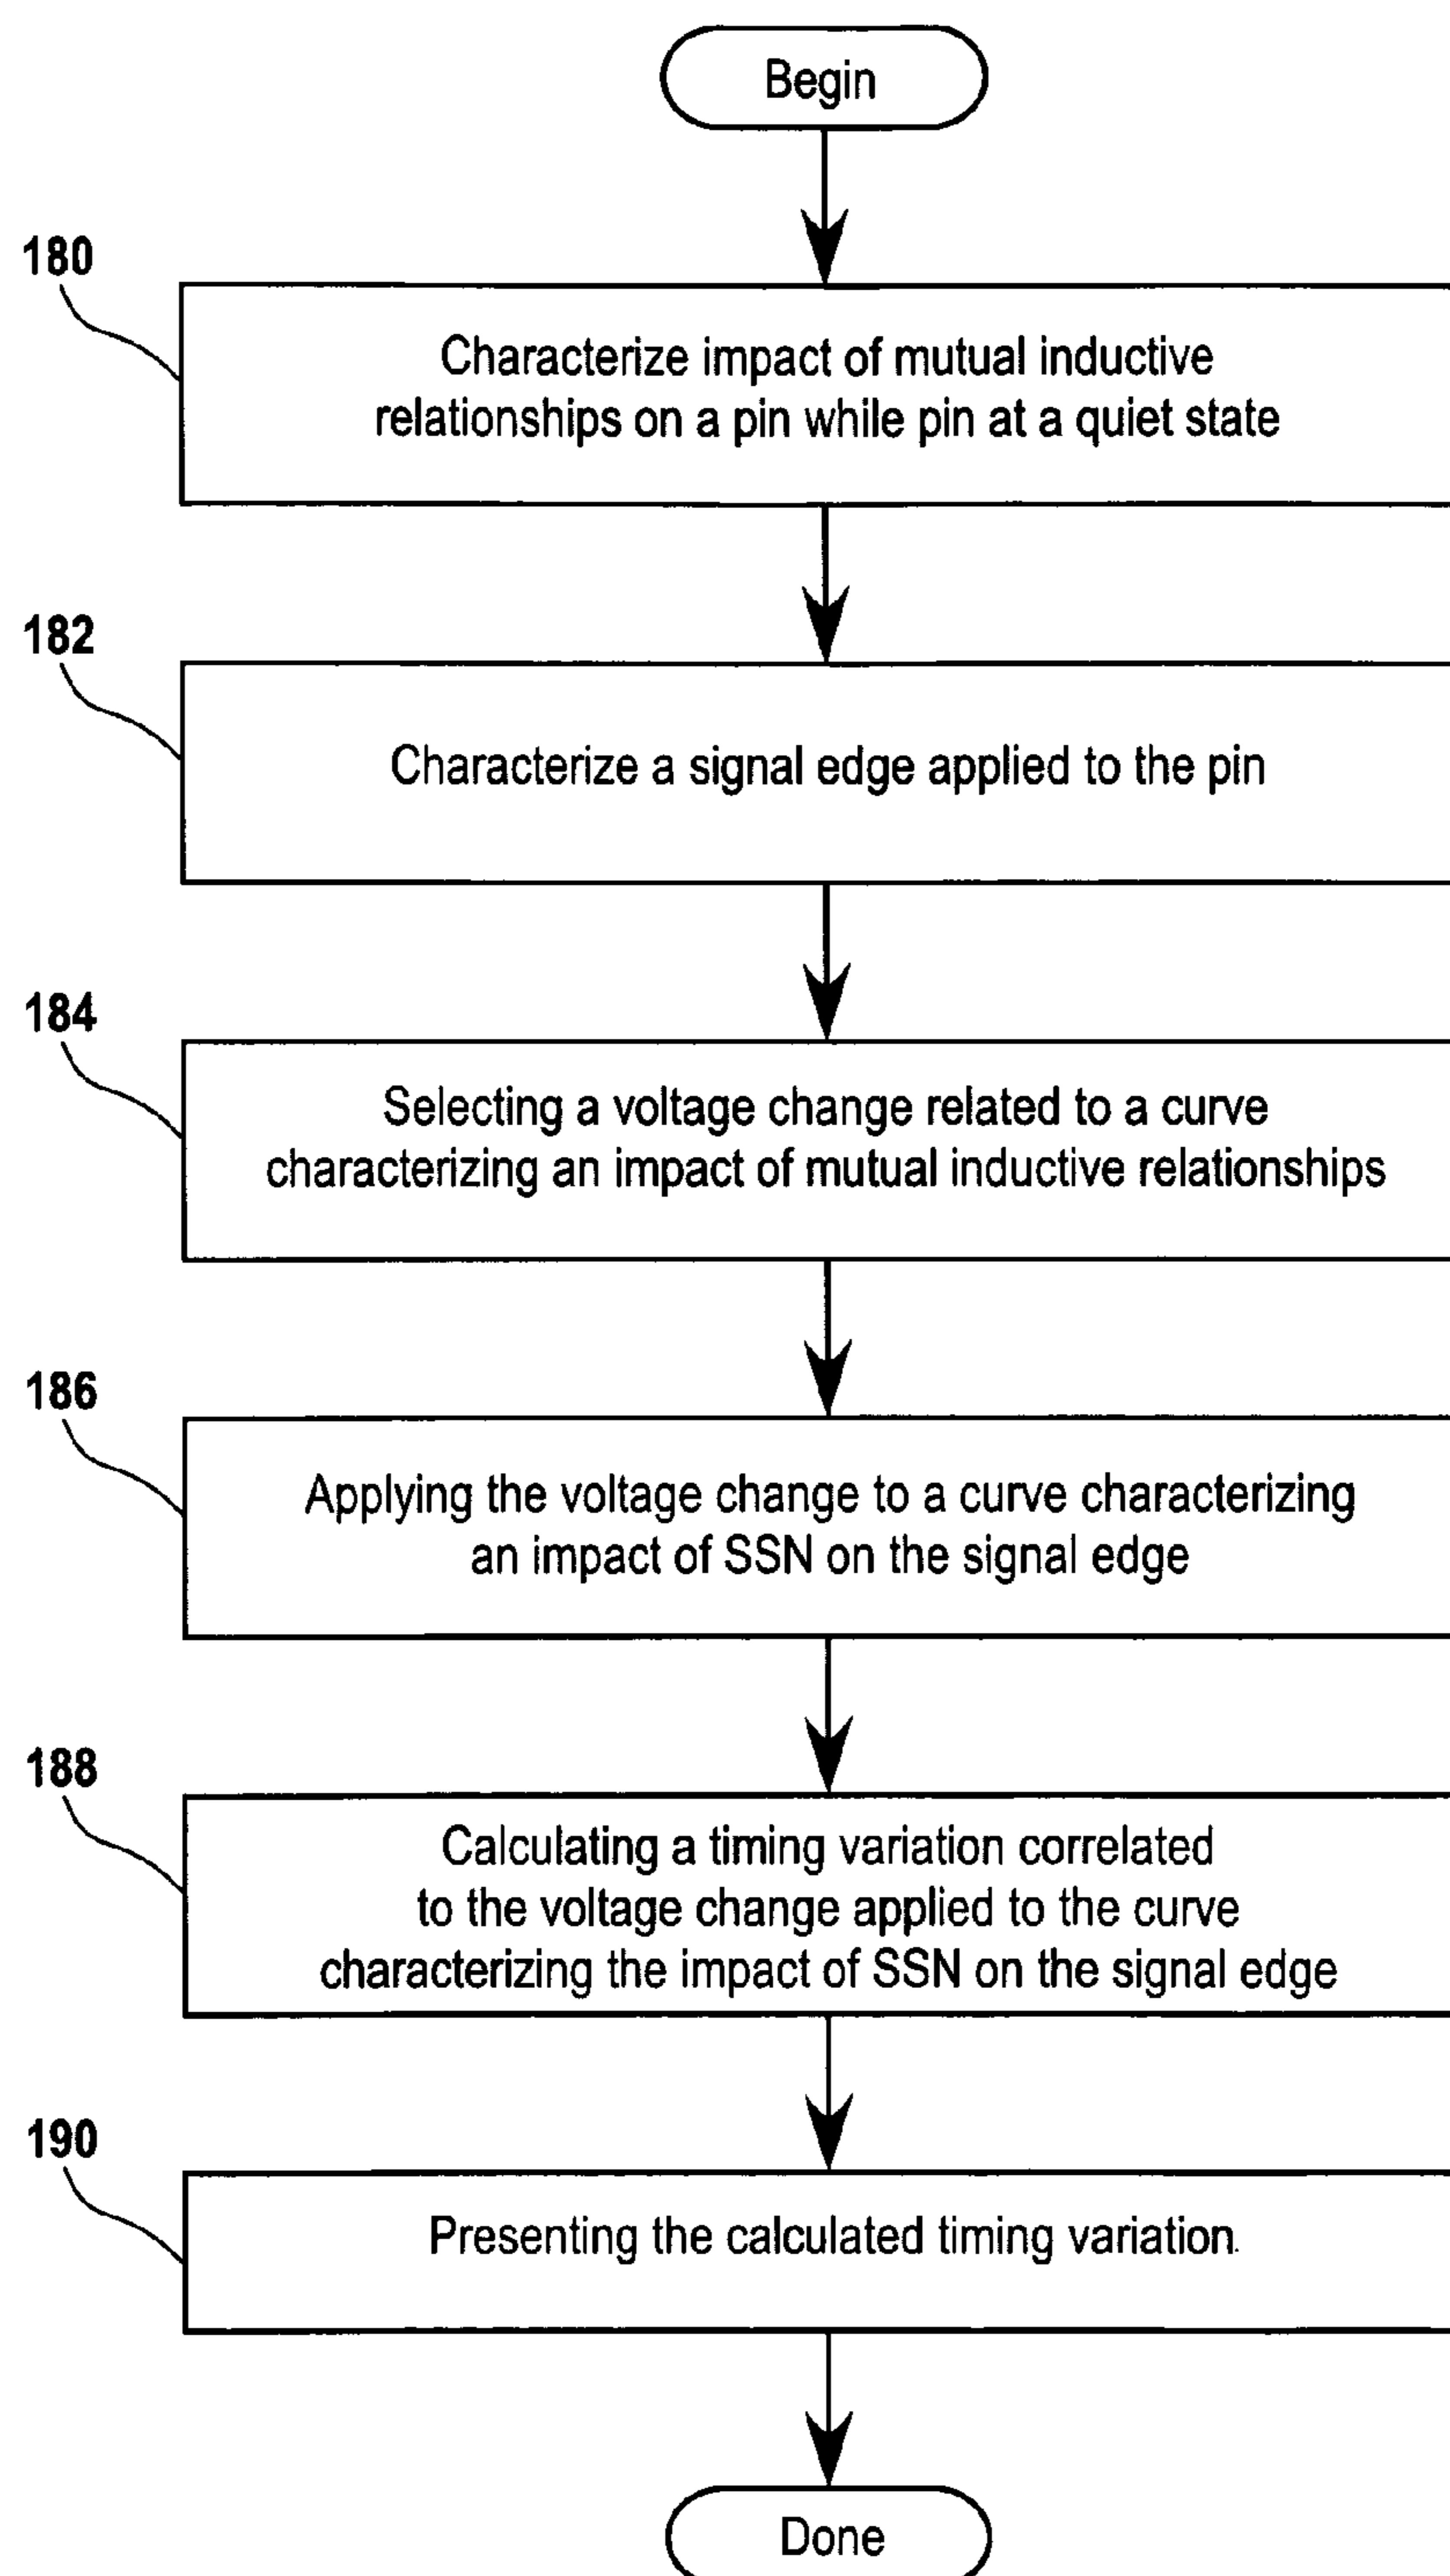 Begin
180
Characterize impact of mutual inductive
relationships on a pin while pin at a quiet state
182
Characterize a signal edge applied to the pin
184
Selecting a voltage change related to a curve
characterizing an impact of mutual inductive relationships
186
Applying the voltage change to a curve characterizing
an impact of SSN on the signal edge
188
Calculating a timing variation correlated
to the voltage change applied to the curve
characterizing the impact of SSN on the signal edge
190
Presenting the calculated timing variation.
Done